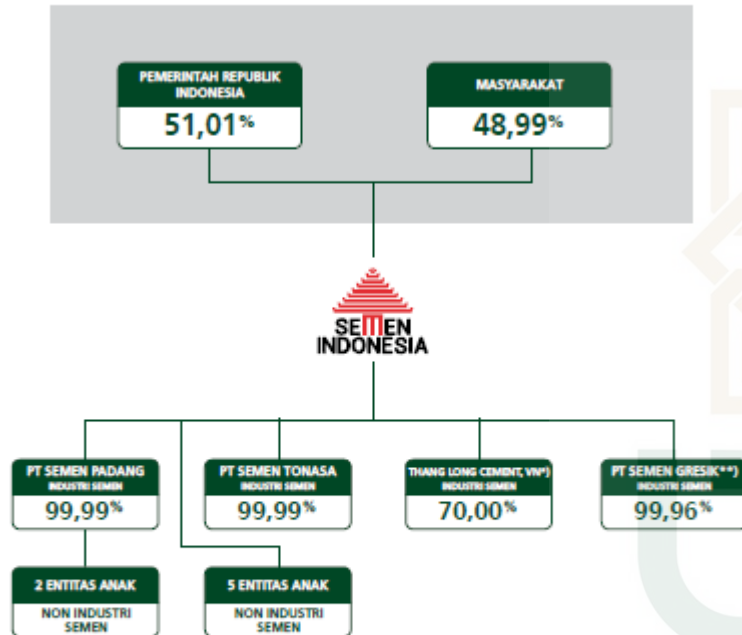 PEMERINTAH REPUBLIK
INDONESIA
51,01%
MASYARAKAT
48,99%
SEMEN
INDONESIA
PT SEMEN PADANG
INDUSTRI SEMEN
99,99%
PT SEMEN TONASA
INDUSTRI SEMEN
99,99%
THANG LONG CEMENT, VN*)
INDUSTRI SEMEN
70,00%
PT SEMEN GRESIK**)
INDUSTRI SEMEN
99,96%
2 ENTITAS ANAK
NON INDUSTRI
SEMEN
5 ENTITAS ANAK
NON INDUSTRI
SEMEN